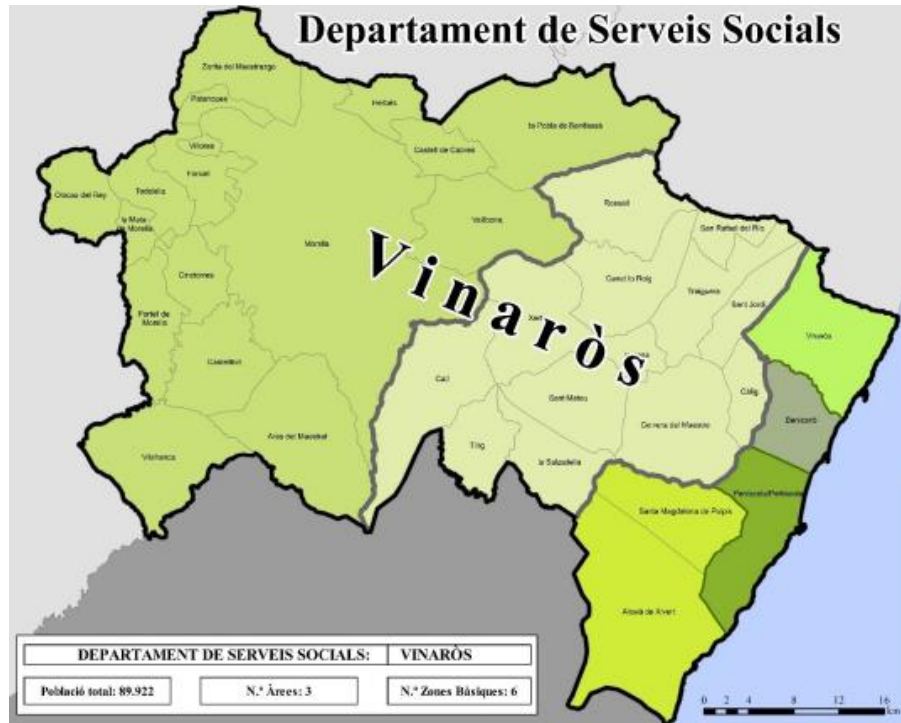 Departament de Serveis Socials
Zorita del Maestrazgo
Palanques
Herbés
la Pobla de Benifassà
Castell de Cabres
Villores
Forcall
Olocau del Rey
Todolella
la Mata de Morella
Vallibona
Rossell
San Rafael del Río
Morella
Cinctorres
Canet lo Roig
Traiguera
Sant Jordi
Vinaròs
Portell de Morella
Xert
Vinaròs
Castellfort
Catí
Sant Mateu
Càlig
Benicarló
Cervera del Maestre
Ares del Maestrat
Tírig
Vilafranca
la Salzadella
Peníscola/Peñíscola
Santa Magdalena de Pulpis
Alcalà de Xivert
DEPARTAMENT DE SERVEIS SOCIALS: VINARÒS
Població total: 89.922
N.ª Àrees: 3
N.ª Zones Bàsiques: 6
0 2 4 8 12 16
km